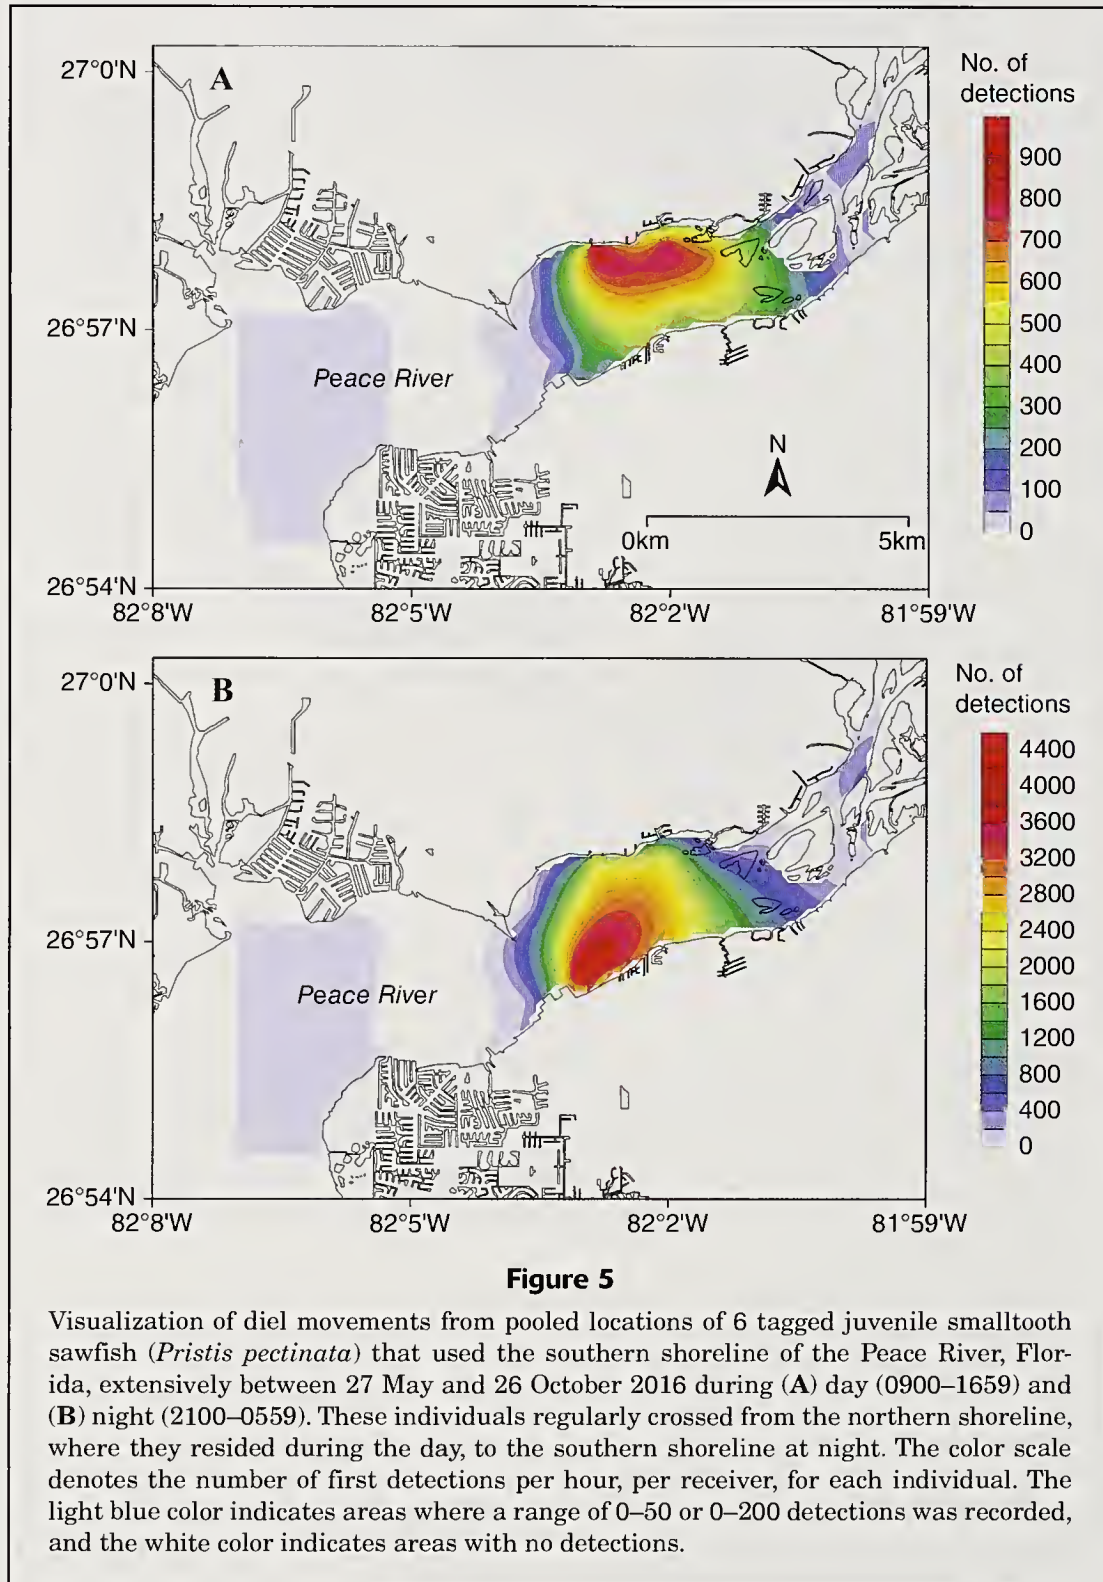 27°0'N
A
No. of
detections
900
800
700
600
500
400
300
200
100
0
26°57'N
Peace River
N
0km
5km
26°54'N
82°8'W
82°5'W
82°2'W
81°59'W
27°0'N
B
No. of
detections
4400
4000
3600
3200
2800
2400
2000
1600
1200
800
400
0
26°57'N
Peace River
26°54'N
82°8'W
82°5'W
82°2'W
81°59'W
Figure 5
Visualization of diel movements from pooled locations of 6 tagged juvenile smalltooth
sawfish (Pristis pectinata) that used the southern shoreline of the Peace River, Flor-
ida, extensively between 27 May and 26 October 2016 during (A) day (0900–1659) and
(B) night (2100–0559). These individuals regularly crossed from the northern shoreline,
where they resided during the day, to the southern shoreline at night. The color scale
denotes the number of first detections per hour, per receiver, for each individual. The
light blue color indicates areas where a range of 0–50 or 0–200 detections was recorded,
and the white color indicates areas with no detections.